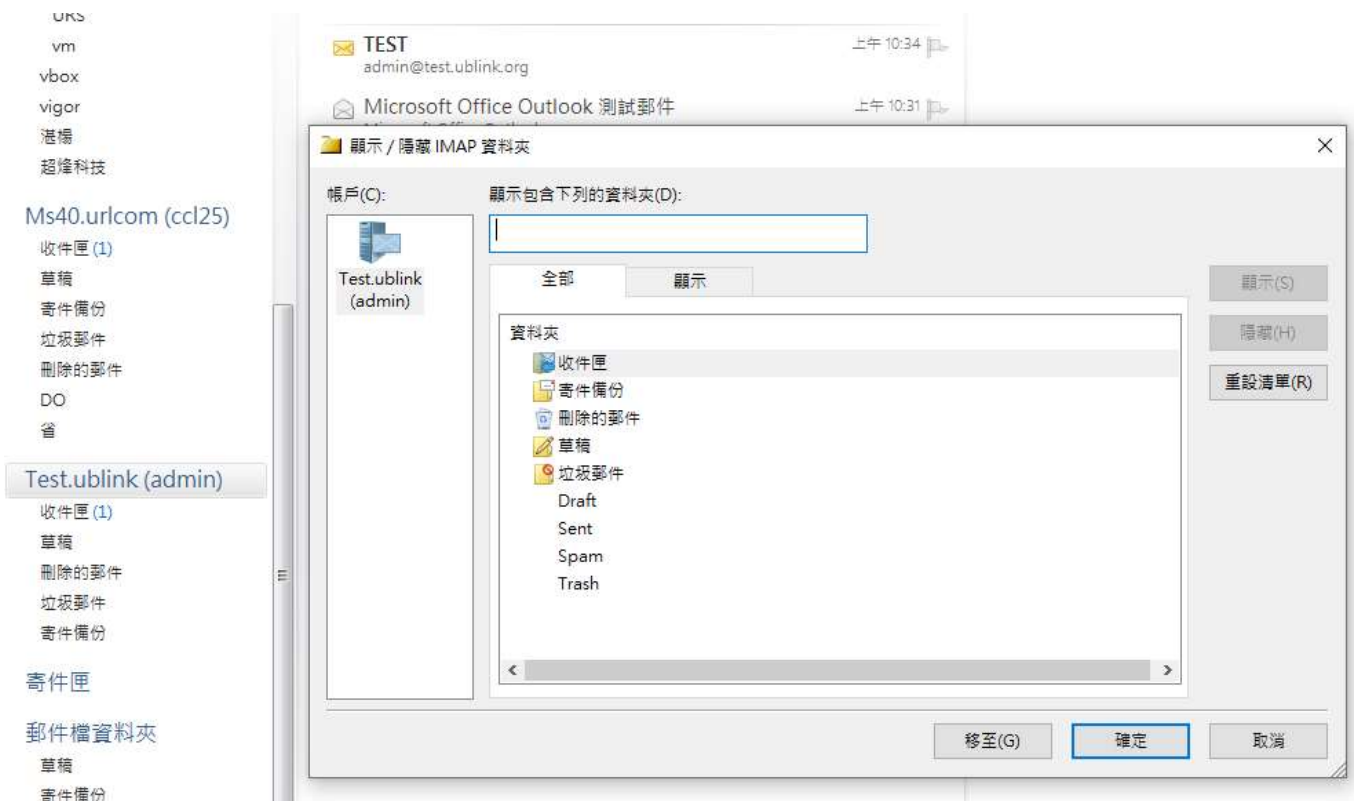 URS
vm
vbox
vigor
湛楊
超烽科技
Ms40.urlcom (ccl25)
收件匣 (1)
草稿
寄件備份
垃圾郵件
刪除的郵件
DO
省
Test.ublink (admin)
收件匣 (1)
草稿
刪除的郵件
垃圾郵件
寄件備份
寄件匣
郵件檔資料夾
草稿
寄件備份
TEST
上午 10:34
admin@test.ublink.org
Microsoft Office Outlook 測試郵件
上午 10:31
顯示 / 隱藏 IMAP 資料夾
帳戶(C):
顯示包含下列的資料夾(D):
Test.ublink
(admin)
全部
顯示
資料夾
收件匣
寄件備份
刪除的郵件
草稿
垃圾郵件
Draft
Sent
Spam
Trash
顯示(S)
隱藏(H)
重設清單(R)
移至(G)
確定
取消